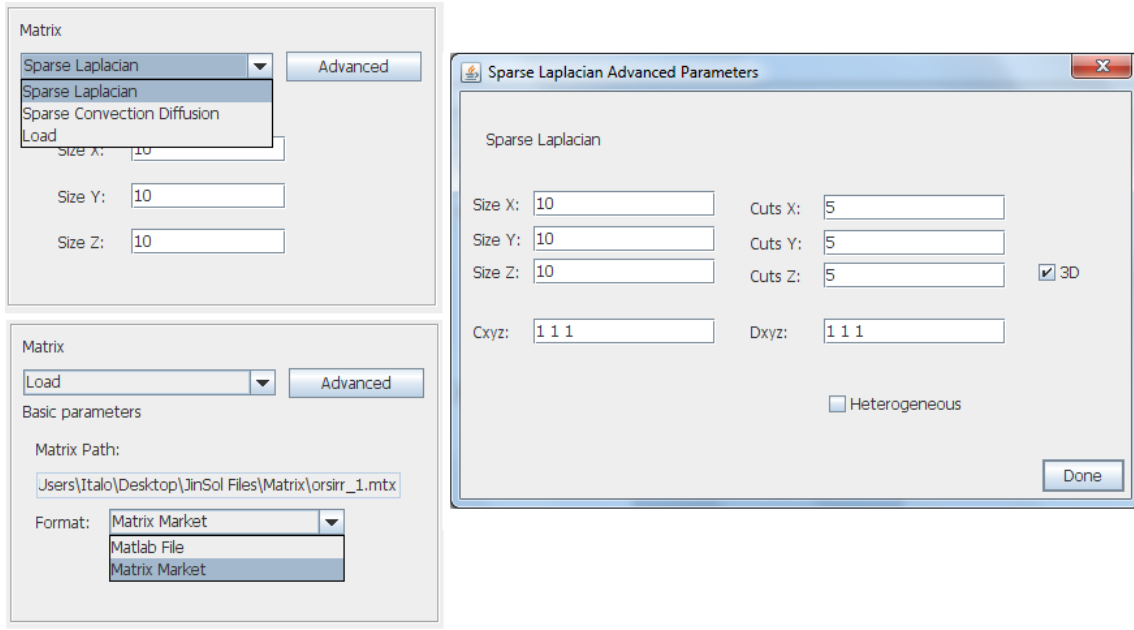 Matrix
Sparse Laplacian Advanced
Sparse Laplacian
Sparse Convection Diffusion
Load
Size X: 10
Size Y: 10
Size Z: 10
Matrix
Load Advanced
Basic parameters
Matrix Path:
Users\Italo\Desktop\JinSol Files\Matrix\orsirr_1.mtx
Format: Matrix Market
Matlab File
Matrix Market
Sparse Laplacian Advanced Parameters
Sparse Laplacian
Size X: 10 Cuts X: 5
Size Y: 10 Cuts Y: 5
Size Z: 10 Cuts Z: 5 3D
Cxyz: 1 1 1 Dxyz: 1 1 1
Heterogeneous
Done